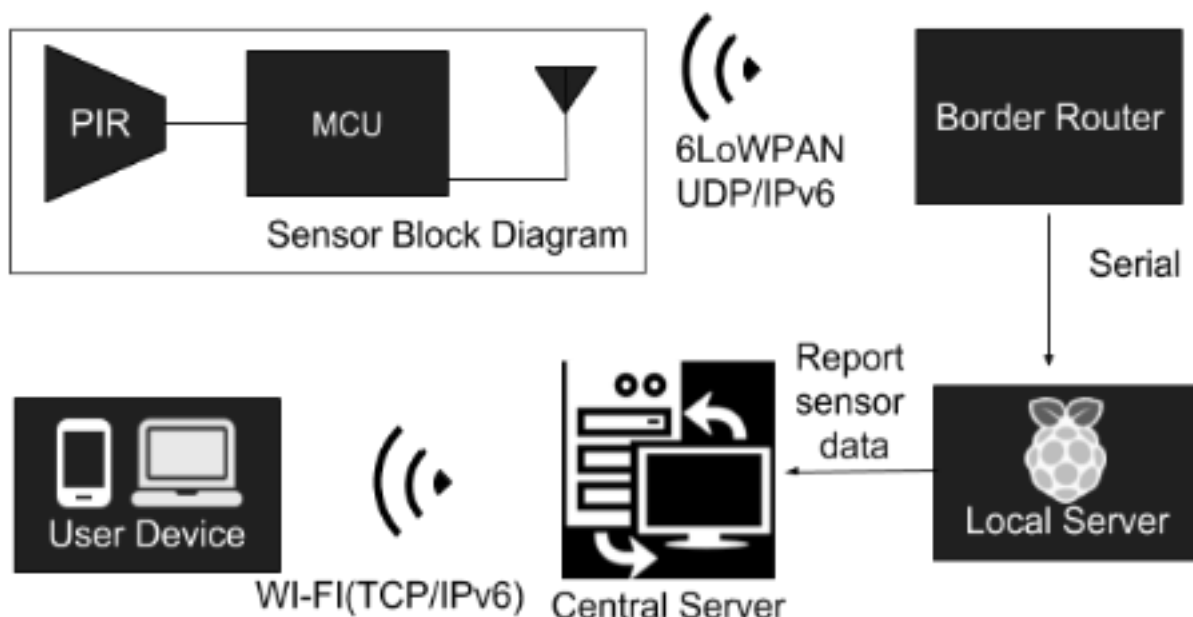 PIR
MCU
Sensor Block Diagram
6LoWPAN
UDP/IPv6
Border Router
Serial
Report
sensor
data
Local Server
Central Server
WI-FI(TCP/IPv6)
User Device